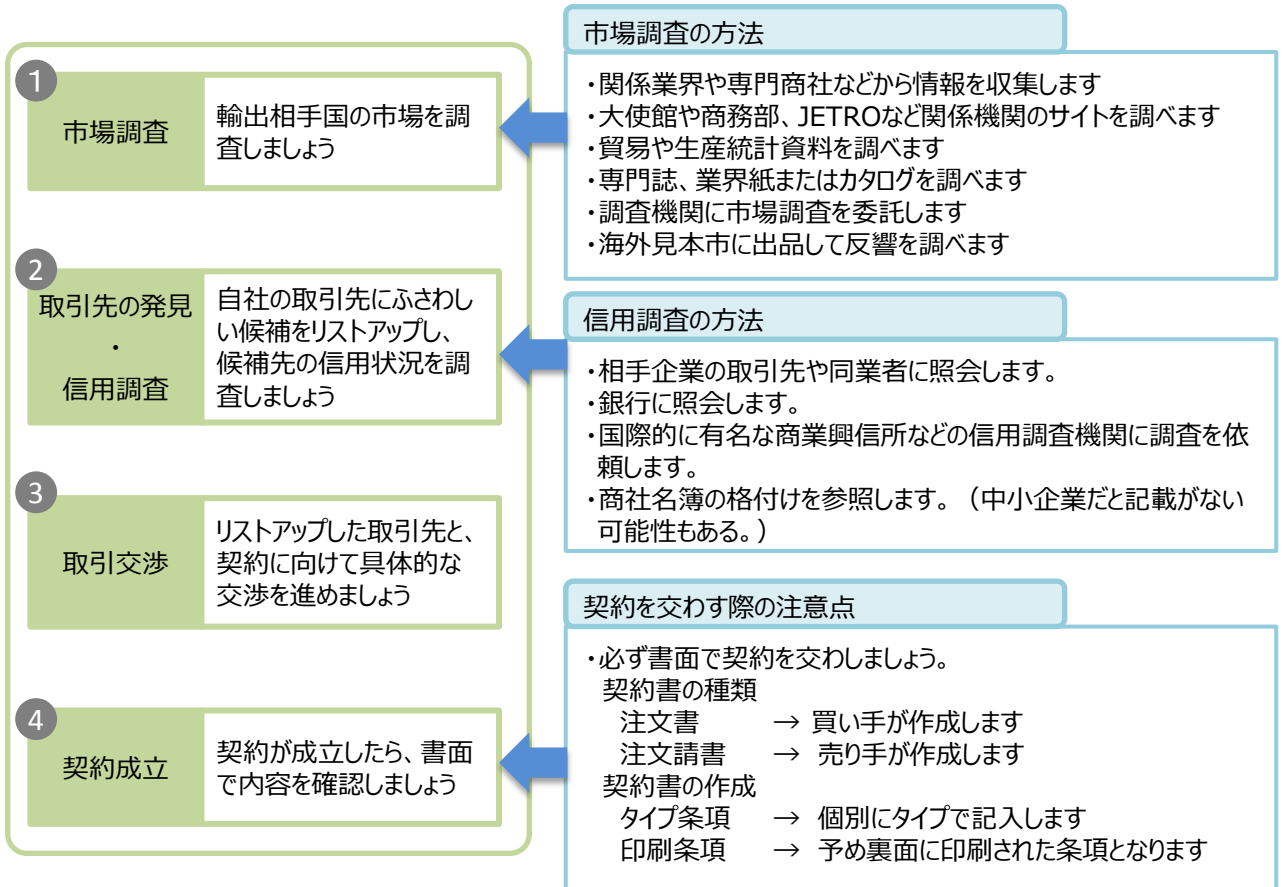 1
市場調査
輸出相手国の市場を調
査しましょう
市場調査の方法
・関係業界や専門商社などから情報を収集します
・大使館や商務部、JETROなど関係機関のサイトを調べます
・貿易や生産統計資料を調べます
・専門誌、業界紙またはカタログを調べます
・調査機関に市場調査を委託します
・海外見本市に出品して反響を調べます
2
取引先の発見
・
信用調査
自社の取引先にふさわし
い候補をリストアップし、
候補先の信用状況を調
査しましょう
信用調査の方法
・相手企業の取引先や同業者に照会します。
・銀行に照会します。
・国際的に有名な商業興信所などの信用調査機関に調査を依
頼します。
・商社名簿の格付けを参照します。（中小企業だと記載がない
可能性もある。）
3
取引交渉
リストアップした取引先と、
契約に向けて具体的な
交渉を進めましょう
4
契約成立
契約が成立したら、書面
で内容を確認しましょう
契約を交わす際の注意点
・必ず書面で契約を交わしましょう。
契約書の種類
注文書 → 買い手が作成します
注文請書 → 売り手が作成します
契約書の作成
タイプ条項 → 個別にタイプで記入します
印刷条項 → 予め裏面に印刷された条項となります